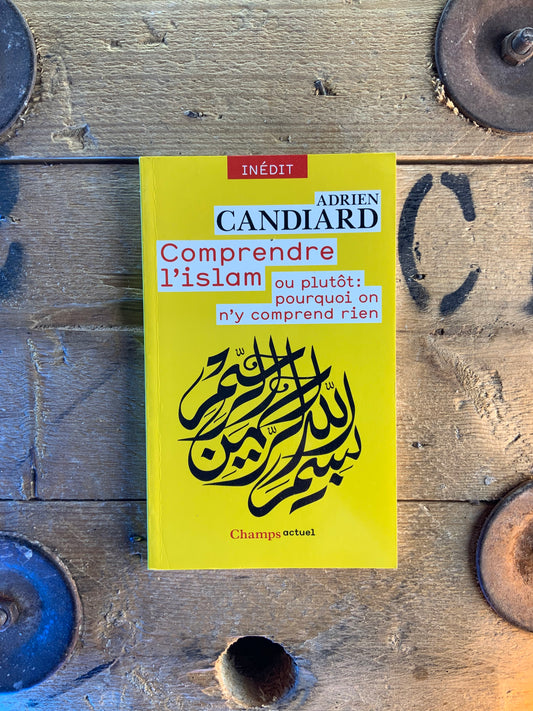 INÉDIT
ADRIEN
CANDIARD
Comprendre
l'islam
ou plutôt:
pourquoi on
n'y comprend rien
بسم الله الرحمن الرحيم
Champs actuel
C
C